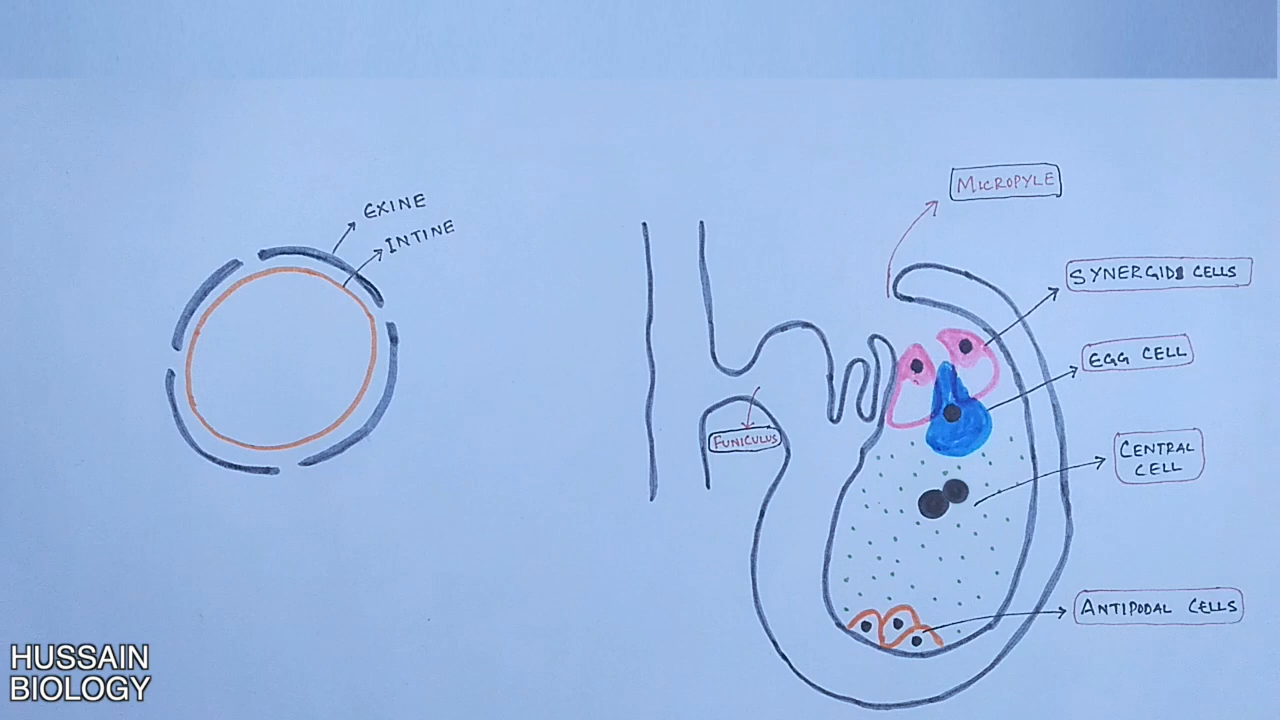 EXINE
INTINE
MICROPYLE
SYNERGIDS CELLS
EGG CELL
FUNICULUS
CENTRAL
CELL
ANTIPODAL CELLS
HUSSAIN
BIOLOGY